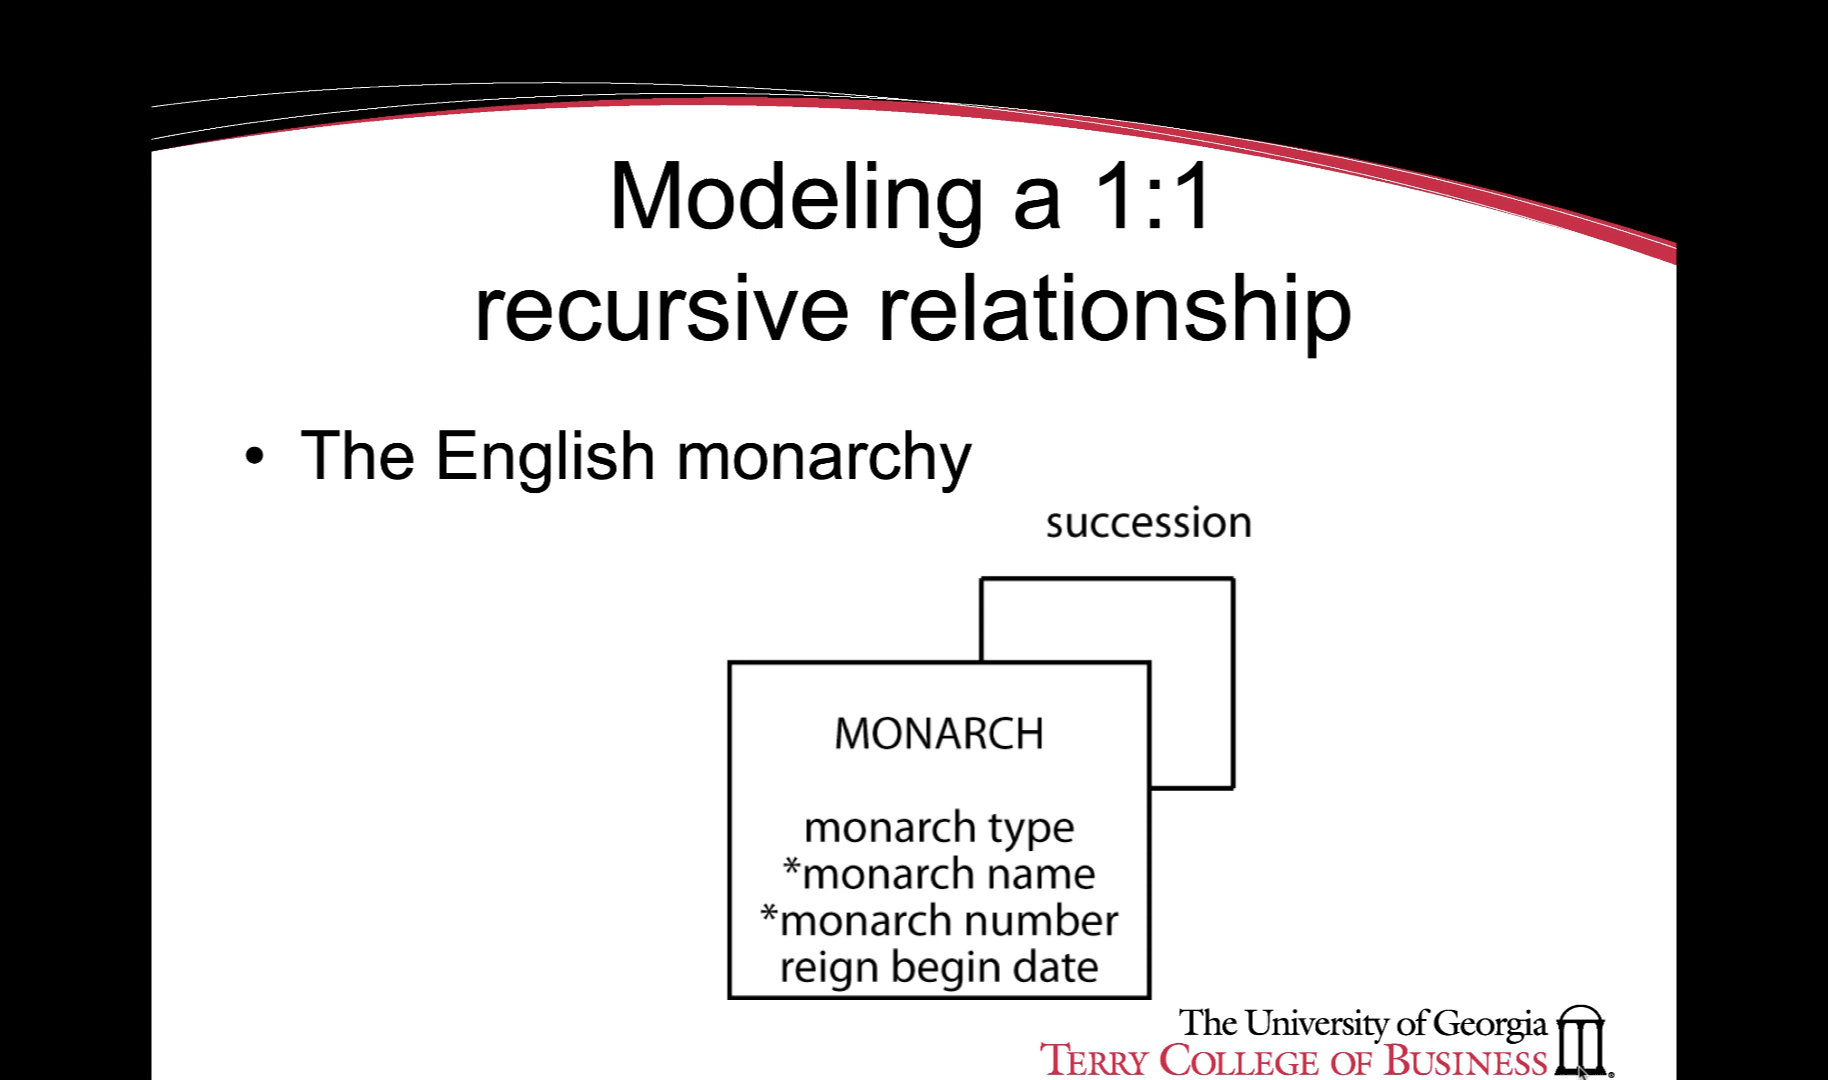 Modeling a 1:1
recursive relationship
• The English monarchy
succession
MONARCH
monarch type
*monarch name
*monarch number
reign begin date
The University of Georgia
TERRY COLLEGE OF BUSINESS